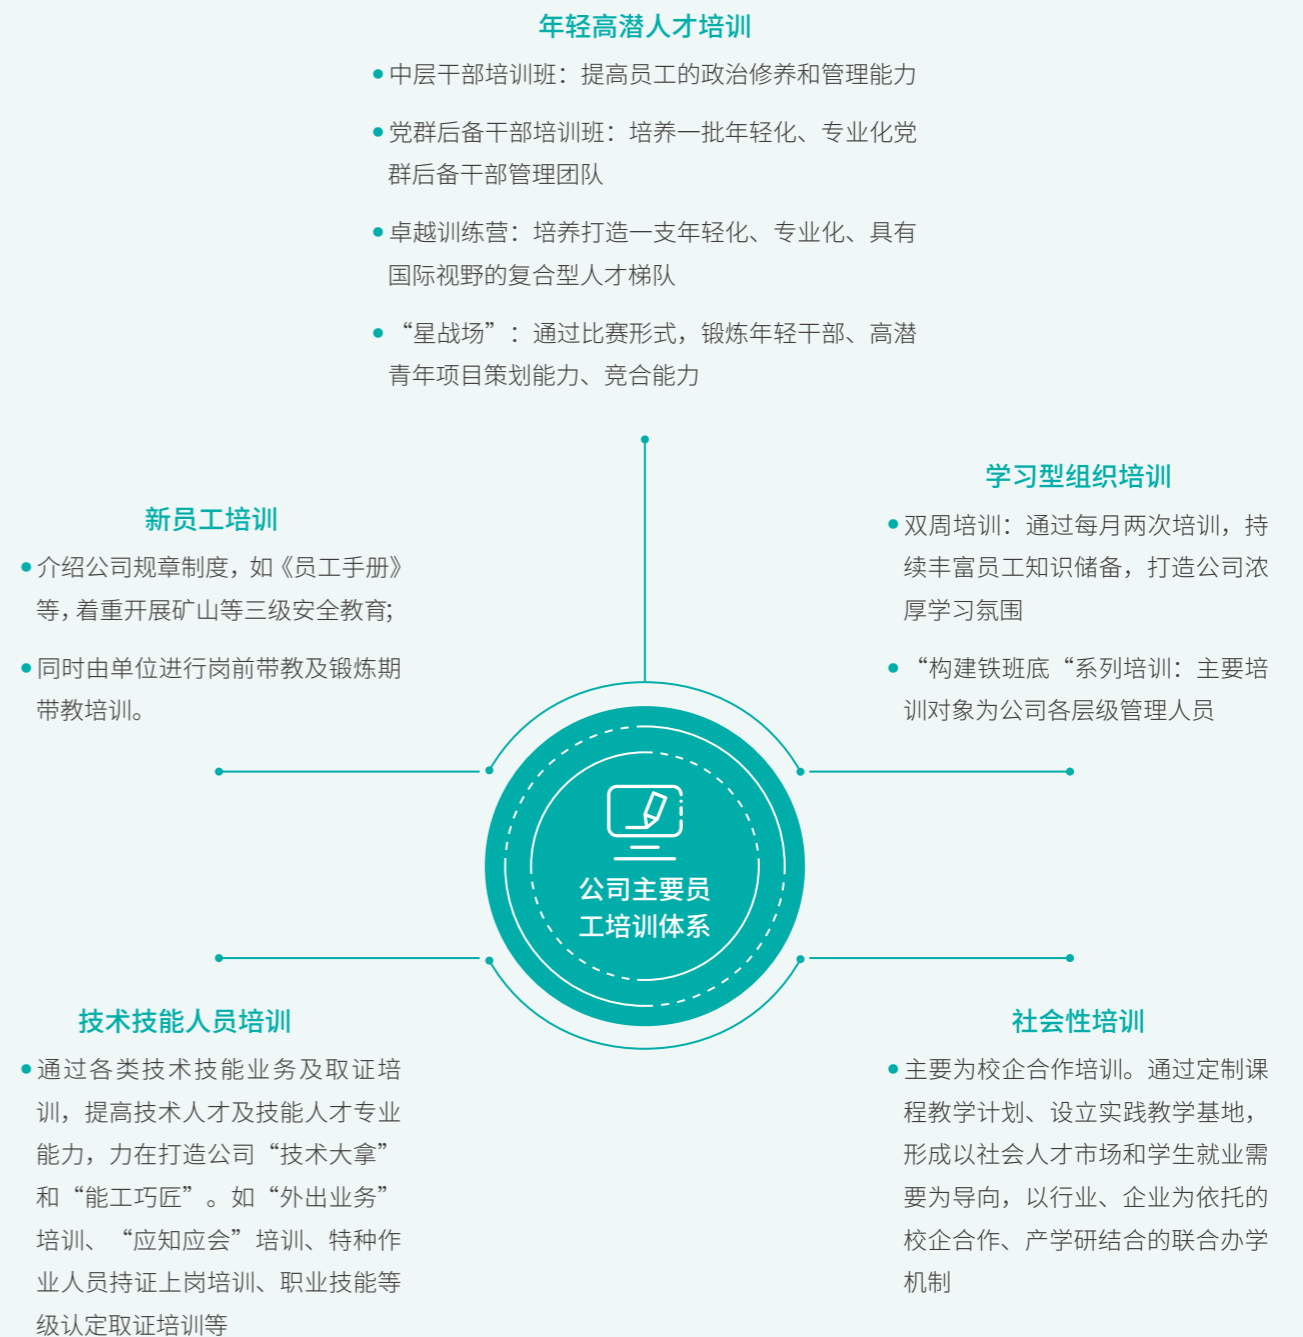 年轻高潜人才培训
中层干部培训班：提高员工的政治修养和管理能力
党群后备干部培训班：培养一批年轻化、专业化党
群后备干部管理团队
卓越训练营：培养打造一支年轻化、专业化、具有
国际视野的复合型人才梯队
“星战场”：通过比赛形式，锻炼年轻干部、高潜
青年项目策划能力、竞合能力
新员工培训
介绍公司规章制度，如《员工手册》
等，着重开展矿山等三级安全教育；
同时由单位进行岗前带教及锻炼期
带教培训。
学习型组织培训
双周培训：通过每月两次培训，持
续丰富员工知识储备，打造公司浓
厚学习氛围
“构建铁班底“系列培训：主要培
训对象为公司各层级管理人员
公司主要员
工培训体系
技术技能人员培训
通过各类技术技能业务及取证培
训，提高技术人才及技能人才专业
能力，力在打造公司“技术大拿”
和“能工巧匠”。如“外出业务”
培训、“应知应会”培训、特种作
业人员持证上岗培训、职业技能等
级认定取证培训等
社会性培训
主要为校企合作培训。通过定制课
程教学计划、设立实践教学基地，
形成以社会人才市场和学生就业需
要为导向，以行业、企业为依托的
校企合作、产学研结合的联合办学
机制